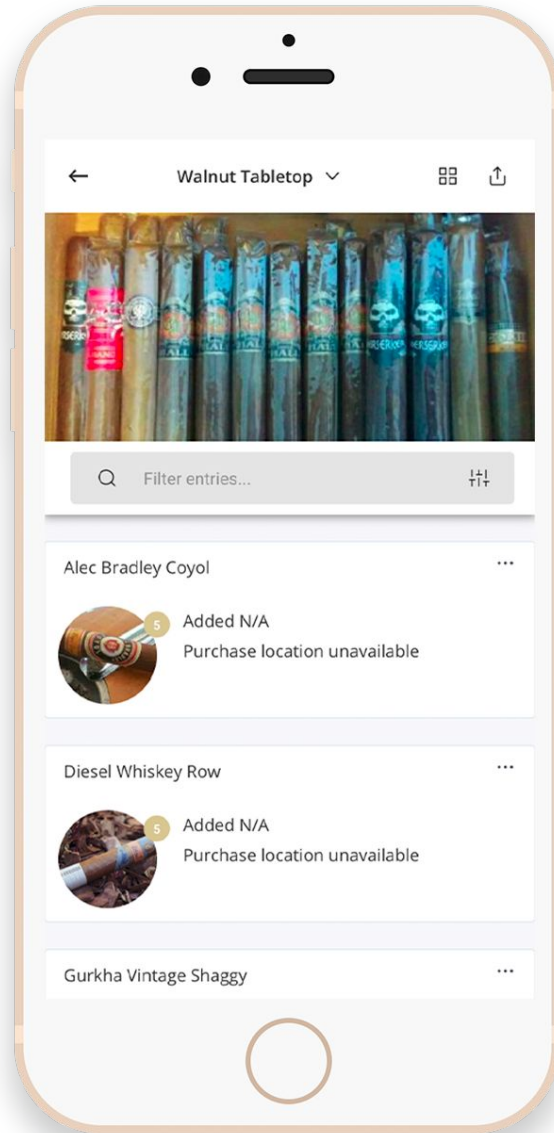 Walnut Tabletop
Filter entries...
Alec Bradley Coyol
5
Added N/A
Purchase location unavailable
Diesel Whiskey Row
5
Added N/A
Purchase location unavailable
Gurkha Vintage Shaggy